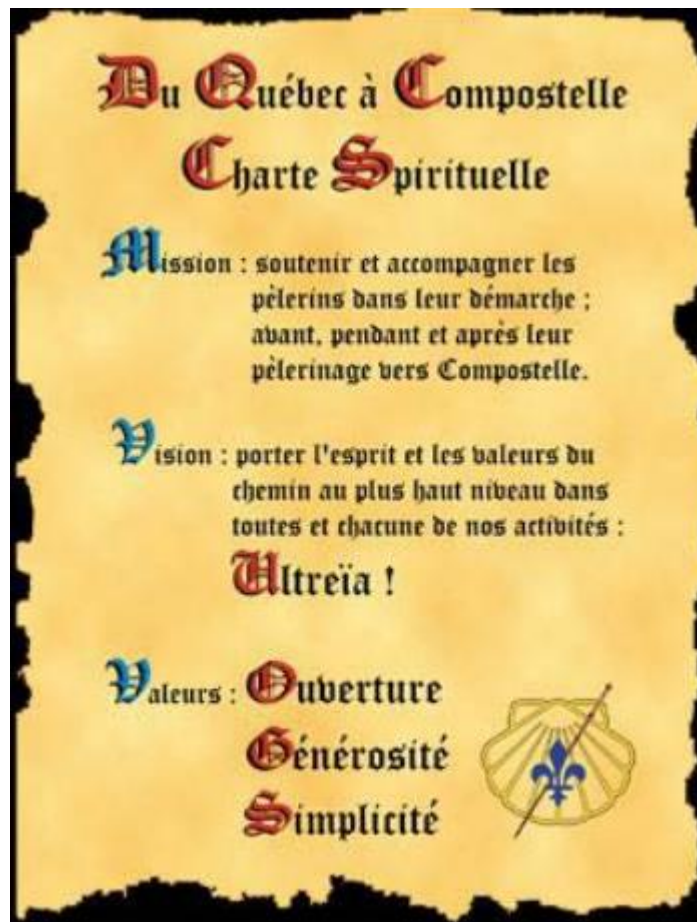 Du Québec à Compostelle
Charte Spirituelle
Mission : soutenir et accompagner les
pèlerins dans leur démarche ;
avant, pendant et après leur
pèlerinage vers Compostelle.
Vision : porter l'esprit et les valeurs du
chemin au plus haut niveau dans
toutes et chacune de nos activités :
Ultreïa !
Valeurs : Ouverture
Générosité
Simplicité